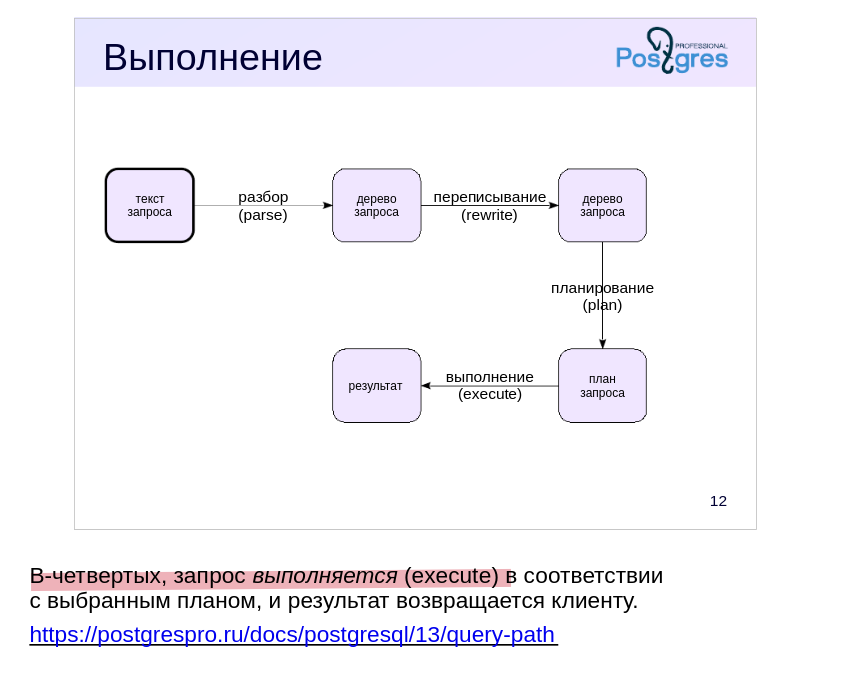 Выполнение
PROFESSIONAL
Postgres
текст
запроса
разбор
(parse)
дерево
запроса
переписывание
(rewrite)
дерево
запроса
планирование
(plan)
результат
выполнение
(execute)
план
запроса
12
В-четвертых, запрос выполняется (execute) в соответствии
с выбранным планом, и результат возвращается клиенту.
https://postgrespro.ru/docs/postgresql/13/query-path